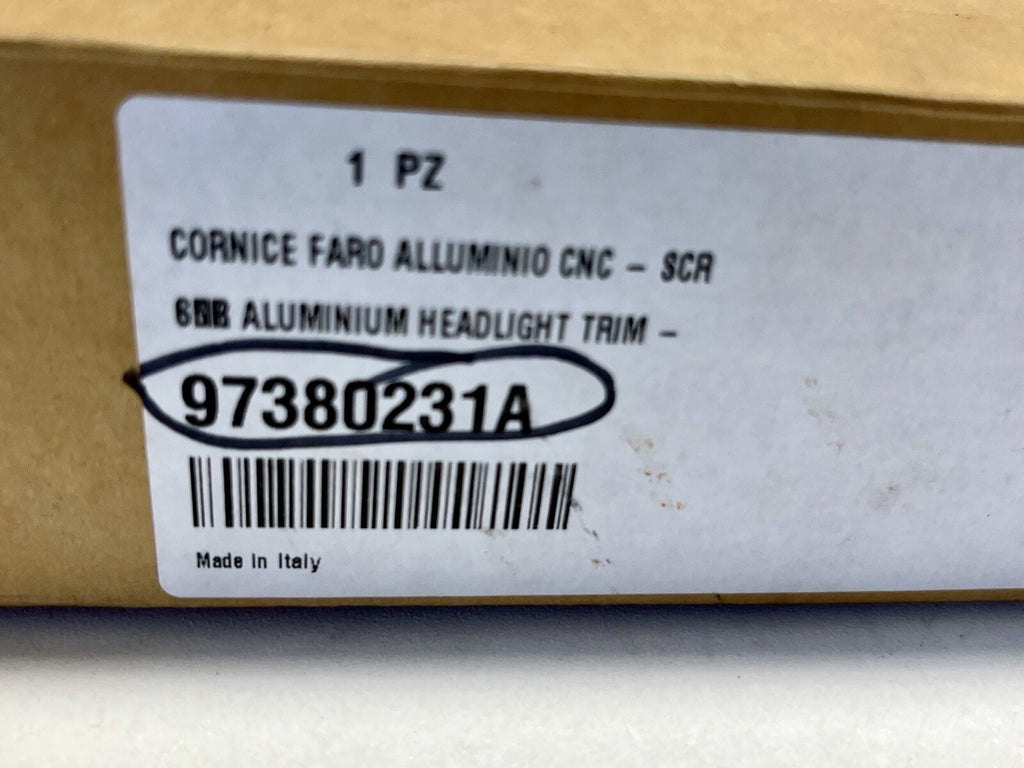 1 PZ
CORNICE FARO ALLUMINIO CNC - SCR
ALUMINIUM HEADLIGHT TRIM -
97380231A
Made in Italy